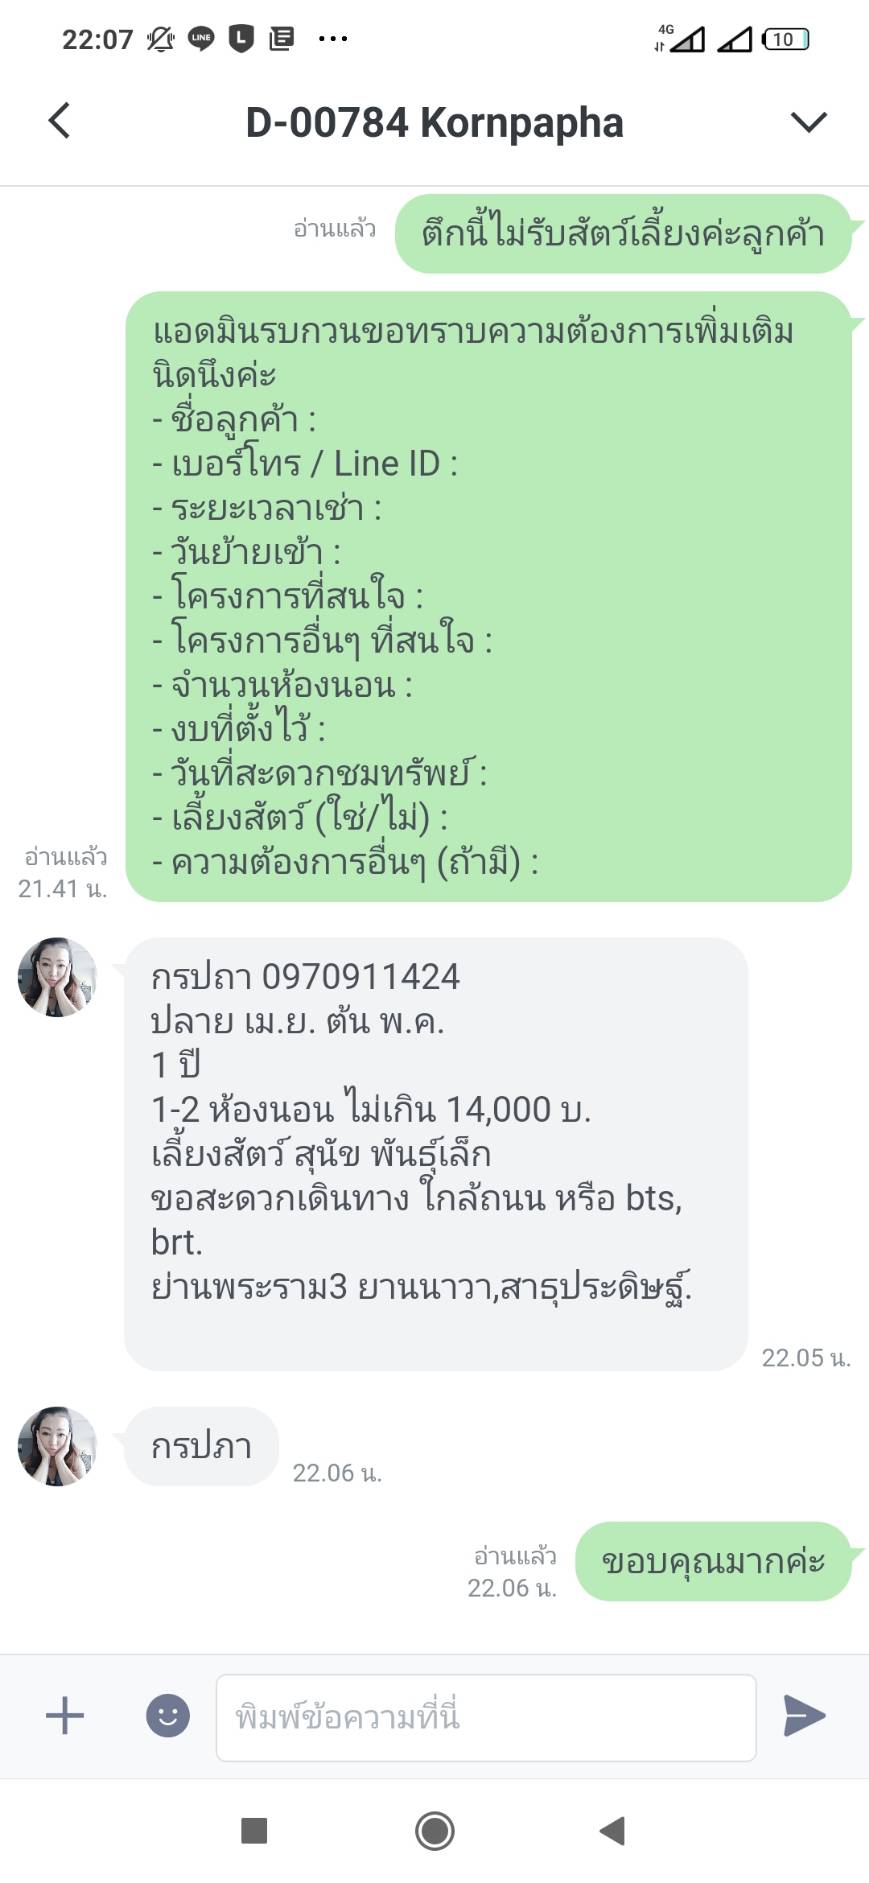 22:07
LINE
L
4G
10
D-00784 Kornpapha
ตึกนี้ไม่รับสัตว์เลี้ยงค่ะลูกค้า
อ่านแล้ว
แอดมินรบกวนขอทราบความต้องการเพิ่มเติม
นิดนึงค่ะ
- ชื่อลูกค้า :
- เบอร์โทร / Line ID :
- ระยะเวลาเช่า :
- วันย้ายเข้า :
- โครงการที่สนใจ :
- โครงการอื่นๆ ที่สนใจ :
- จำนวนห้องนอน :
- งบที่ตั้งไว้ :
- วันที่สะดวกชมทรัพย์ :
- เลี้ยงสัตว์ (ใช่/ไม่) :
- ความต้องการอื่นๆ (ถ้ามี) :
อ่านแล้ว
21.41 น.
กรปถา 0970911424
ปลาย เม.ย. ต้น พ.ค.
1 ปี
1-2 ห้องนอน ไม่เกิน 14,000 บ.
เลี้ยงสัตว์ สุนัข พันธุ์เล็ก
ขอสะดวกเดินทาง ใกล้ถนน หรือ bts,
brt.
ย่านพระราม3 ยานนาวา,สาธุประดิษฐ์.
22.05 น.
กรปภา
22.06 น.
ขอบคุณมากค่ะ
อ่านแล้ว
22.06 น.
พิมพ์ข้อความที่นี่